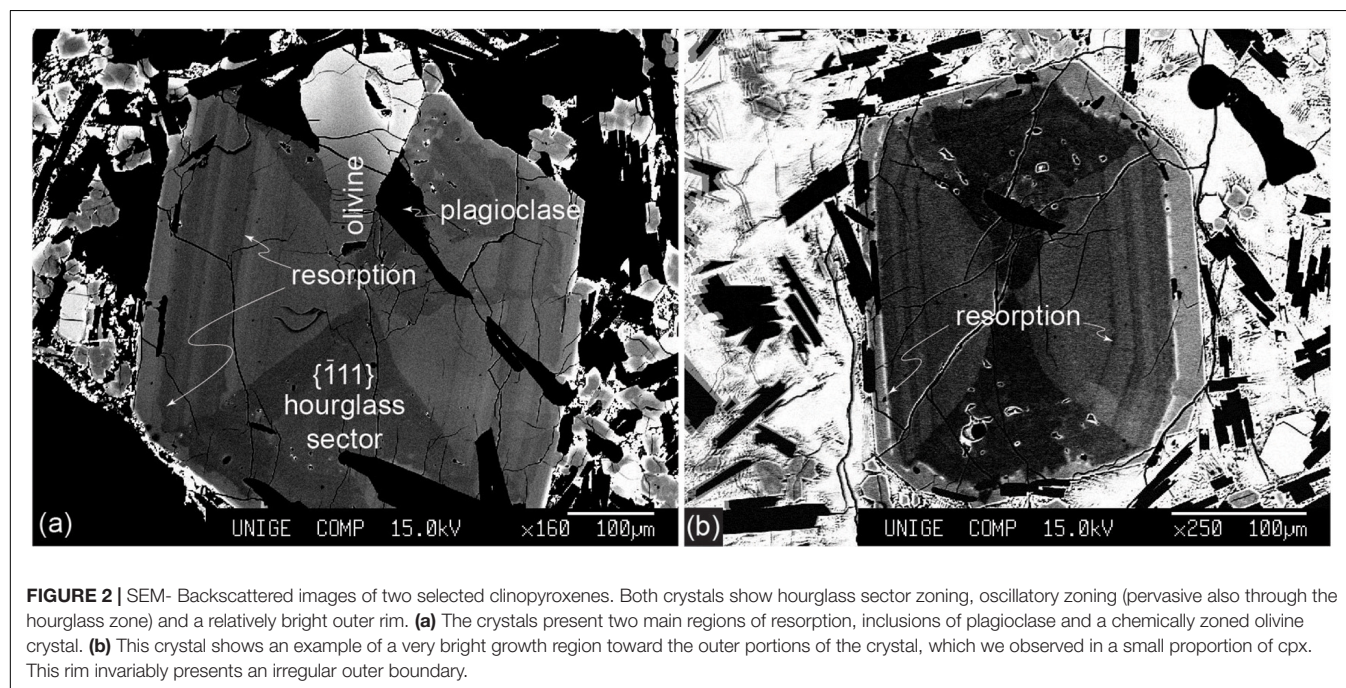 olivine
plagioclase
resorption
{1̄11}
hourglass
sector
(a)
UNIGE COMP 15.0kV ×160 100µm
resorption
(b)
UNIGE COMP 15.0kV ×250 100µm
FIGURE 2 | SEM- Backscattered images of two selected clinopyroxenes. Both crystals show hourglass sector zoning, oscillatory zoning (pervasive also through the
hourglass zone) and a relatively bright outer rim. (a) The crystals present two main regions of resorption, inclusions of plagioclase and a chemically zoned olivine
crystal. (b) This crystal shows an example of a very bright growth region toward the outer portions of the crystal, which we observed in a small proportion of cpx.
This rim invariably presents an irregular outer boundary.